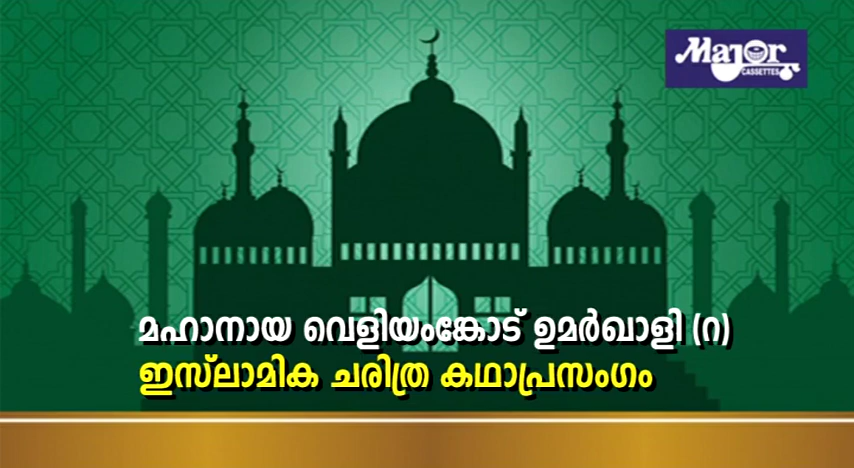 Major
CASSETTES
മഹാനായ വെളിയംങ്കോട് ഉമർഖാളി (റ)
ഇസ്‌ലാമിക ചരിത്ര കഥാപ്രസംഗം